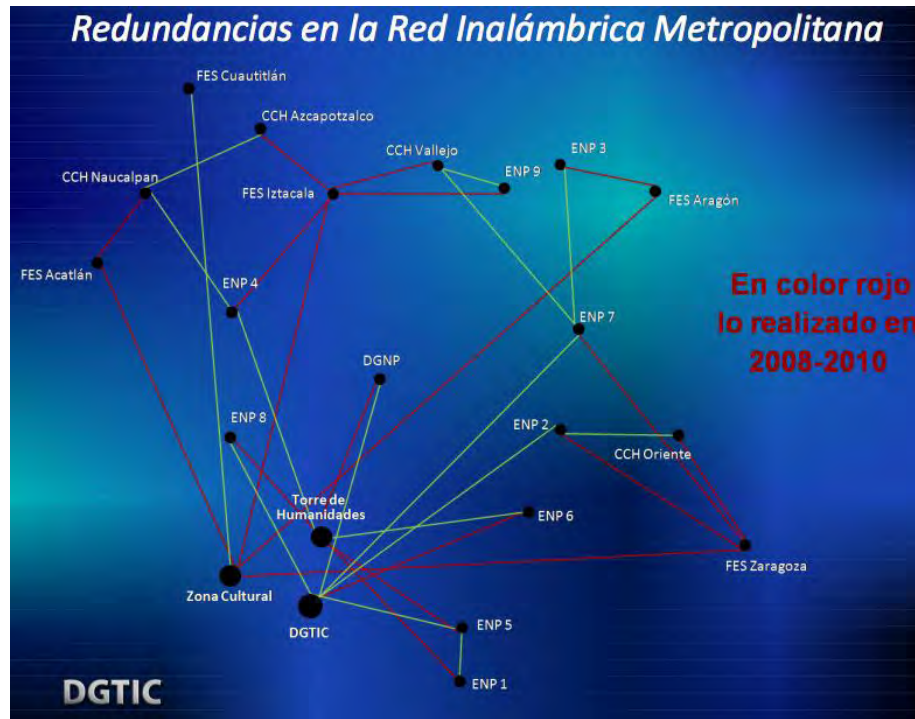 Redundancias en la Red Inalámbrica Metropolitana
FES Cuautitlán
CCH Azcapotzalco
CCH Vallejo
ENP 3
ENP 9
CCH Naucalpan
FES Iztacala
FES Aragón
FES Acatlán
ENP 4
En color rojo
lo realizado en
2008-2010
ENP 7
DGNP
ENP 8
ENP 2
CCH Oriente
Torre de
Humanidades
ENP 6
FES Zaragoza
Zona Cultural
DGTIC
ENP 5
ENP 1
DGTIC